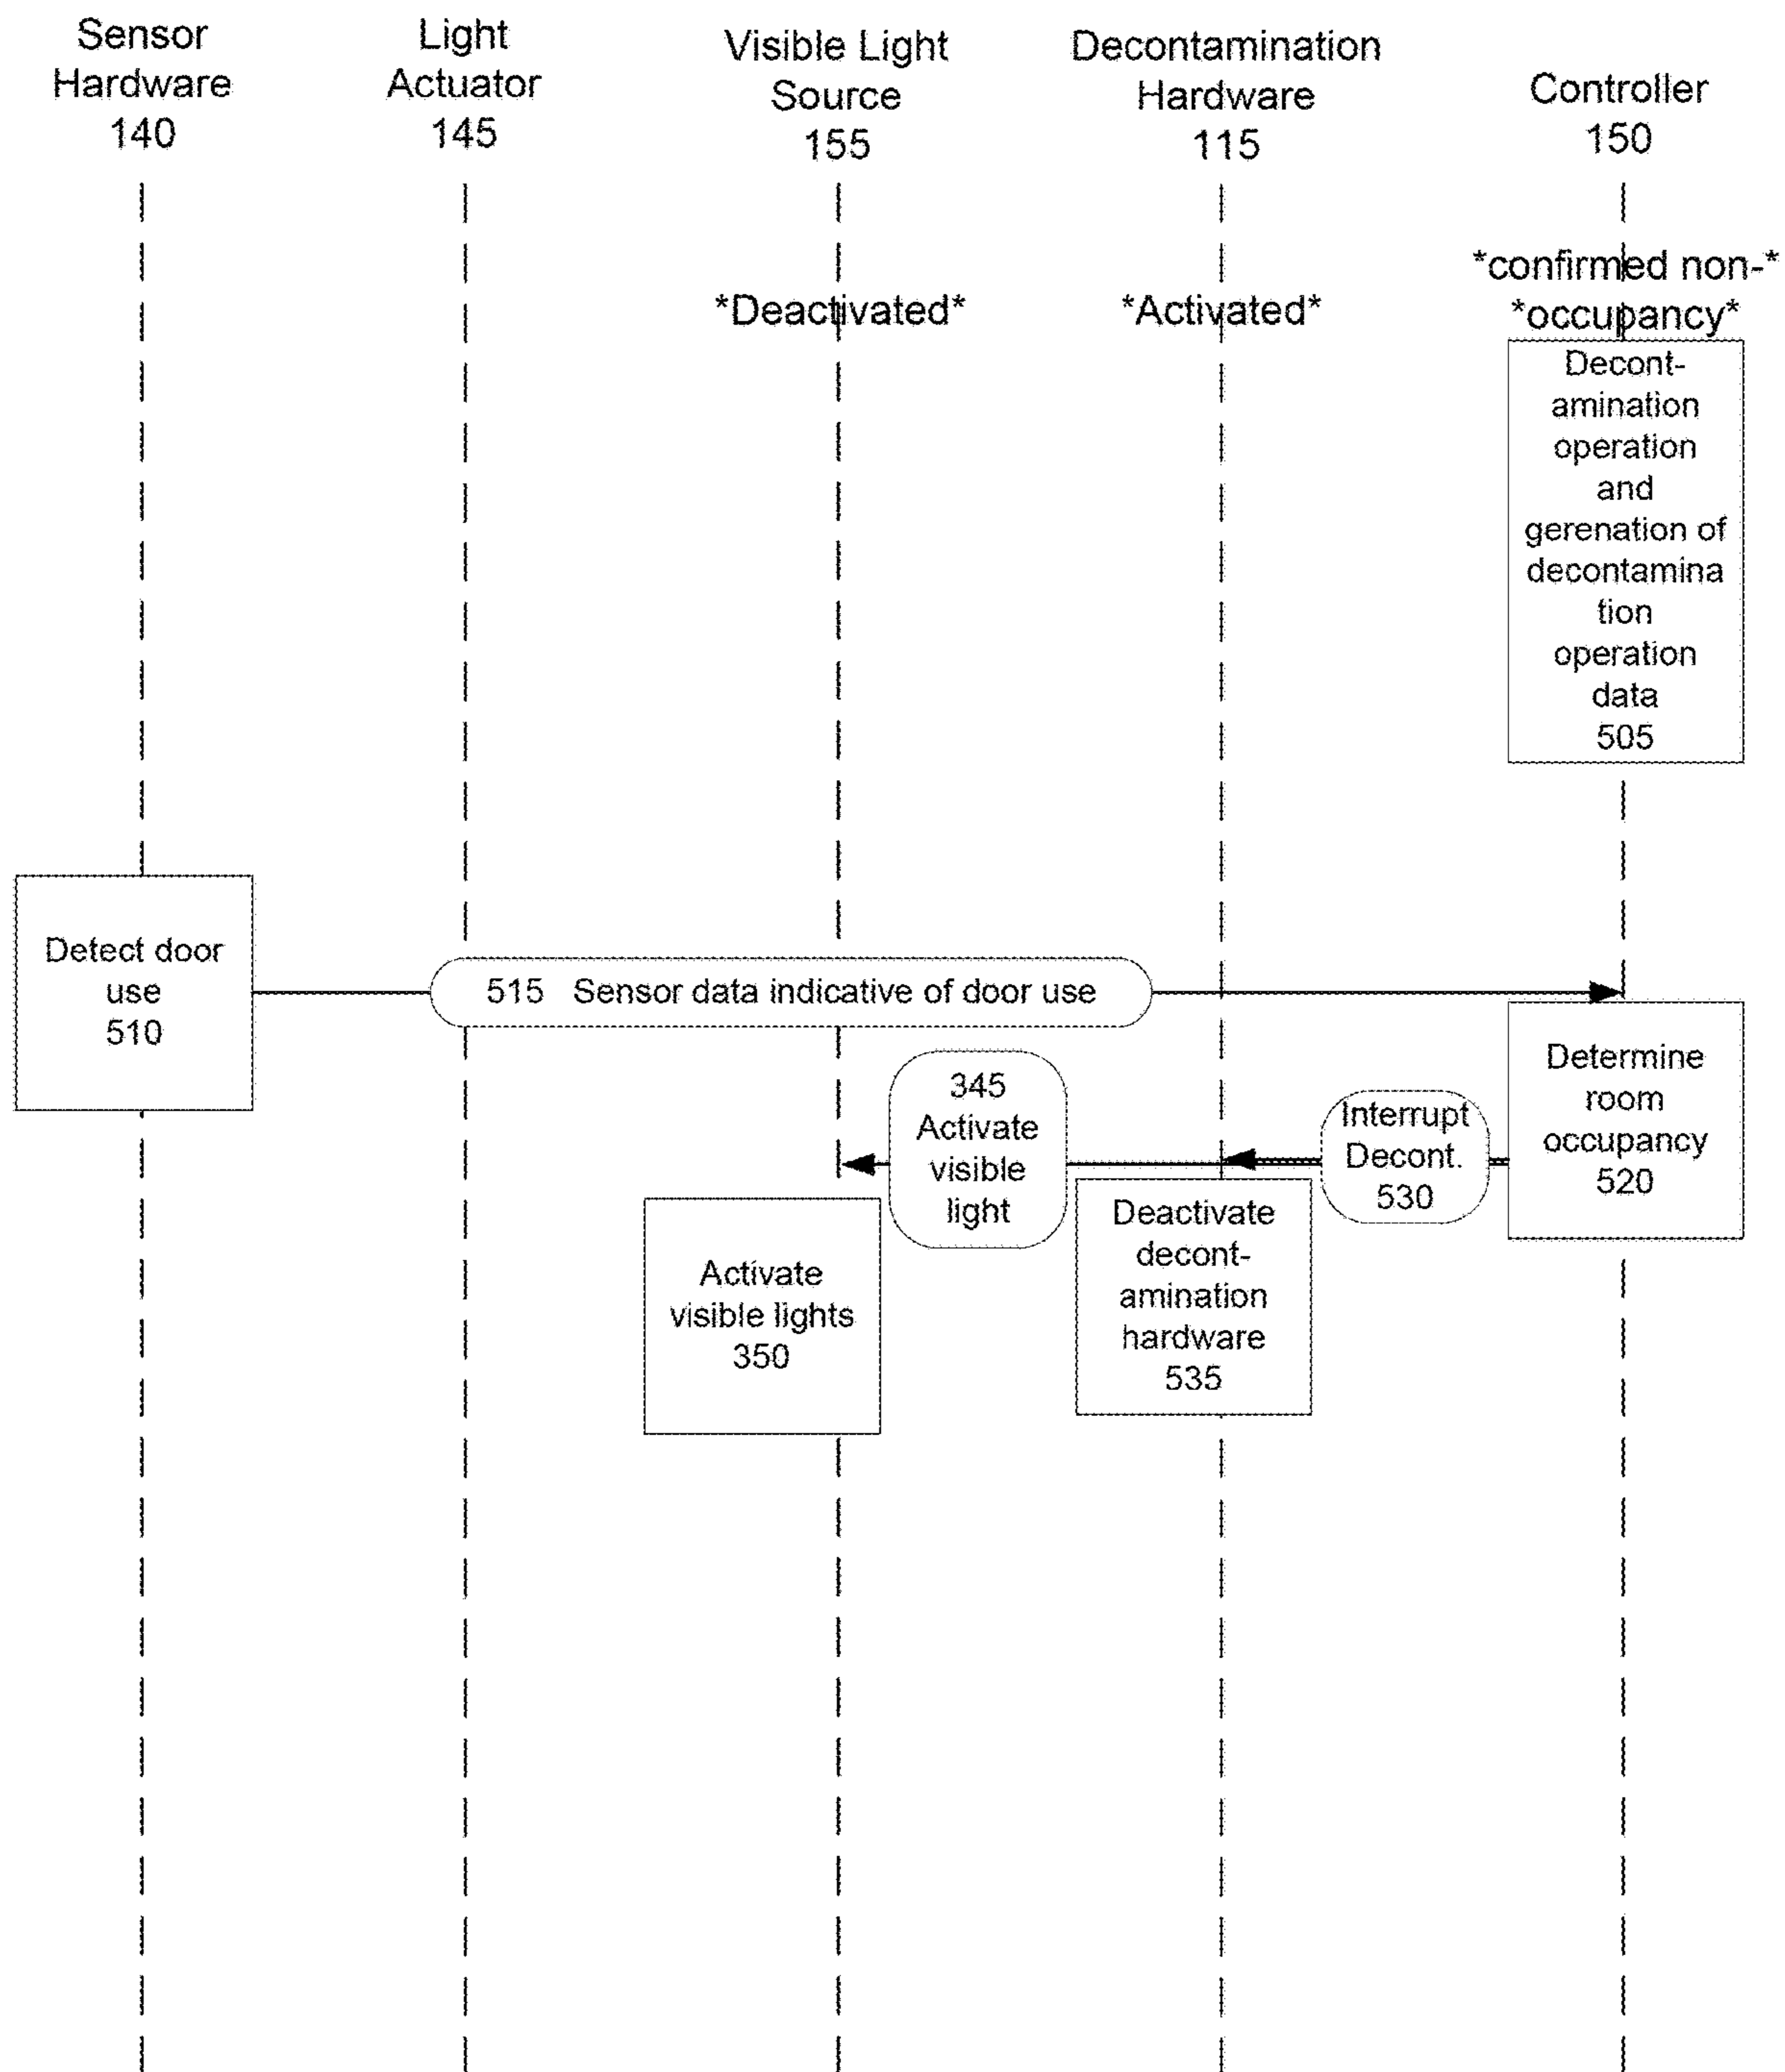 Sensor
Hardware
140
Light
Actuator
145
Visible Light
Source
155
Decontamination
Hardware
115
Controller
150
*Deactivated*
*Activated*
*confirmed non-*
*occupancy*
Decont-
amination
operation
and
gerenation of
decontamina
tion
operation
data
505
Detect door
use
510
515 Sensor data indicative of door use
Determine
room
occupancy
520
Interrupt
Decont.
530
345
Activate
visible
light
Deactivate
decont-
amination
hardware
535
Activate
visible lights
350